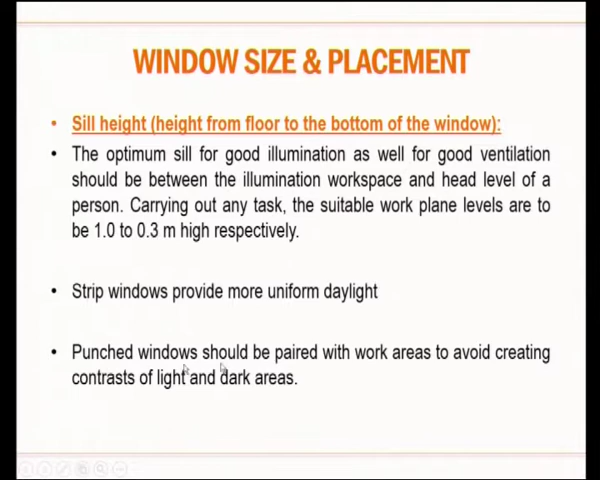 WINDOW SIZE & PLACEMENT
• Sill height (height from floor to the bottom of the window):
• The optimum sill for good illumination as well for good ventilation
should be between the illumination workspace and head level of a
person. Carrying out any task, the suitable work plane levels are to
be 1.0 to 0.3 m high respectively.
• Strip windows provide more uniform daylight
• Punched windows should be paired with work areas to avoid creating
contrasts of light and dark areas.